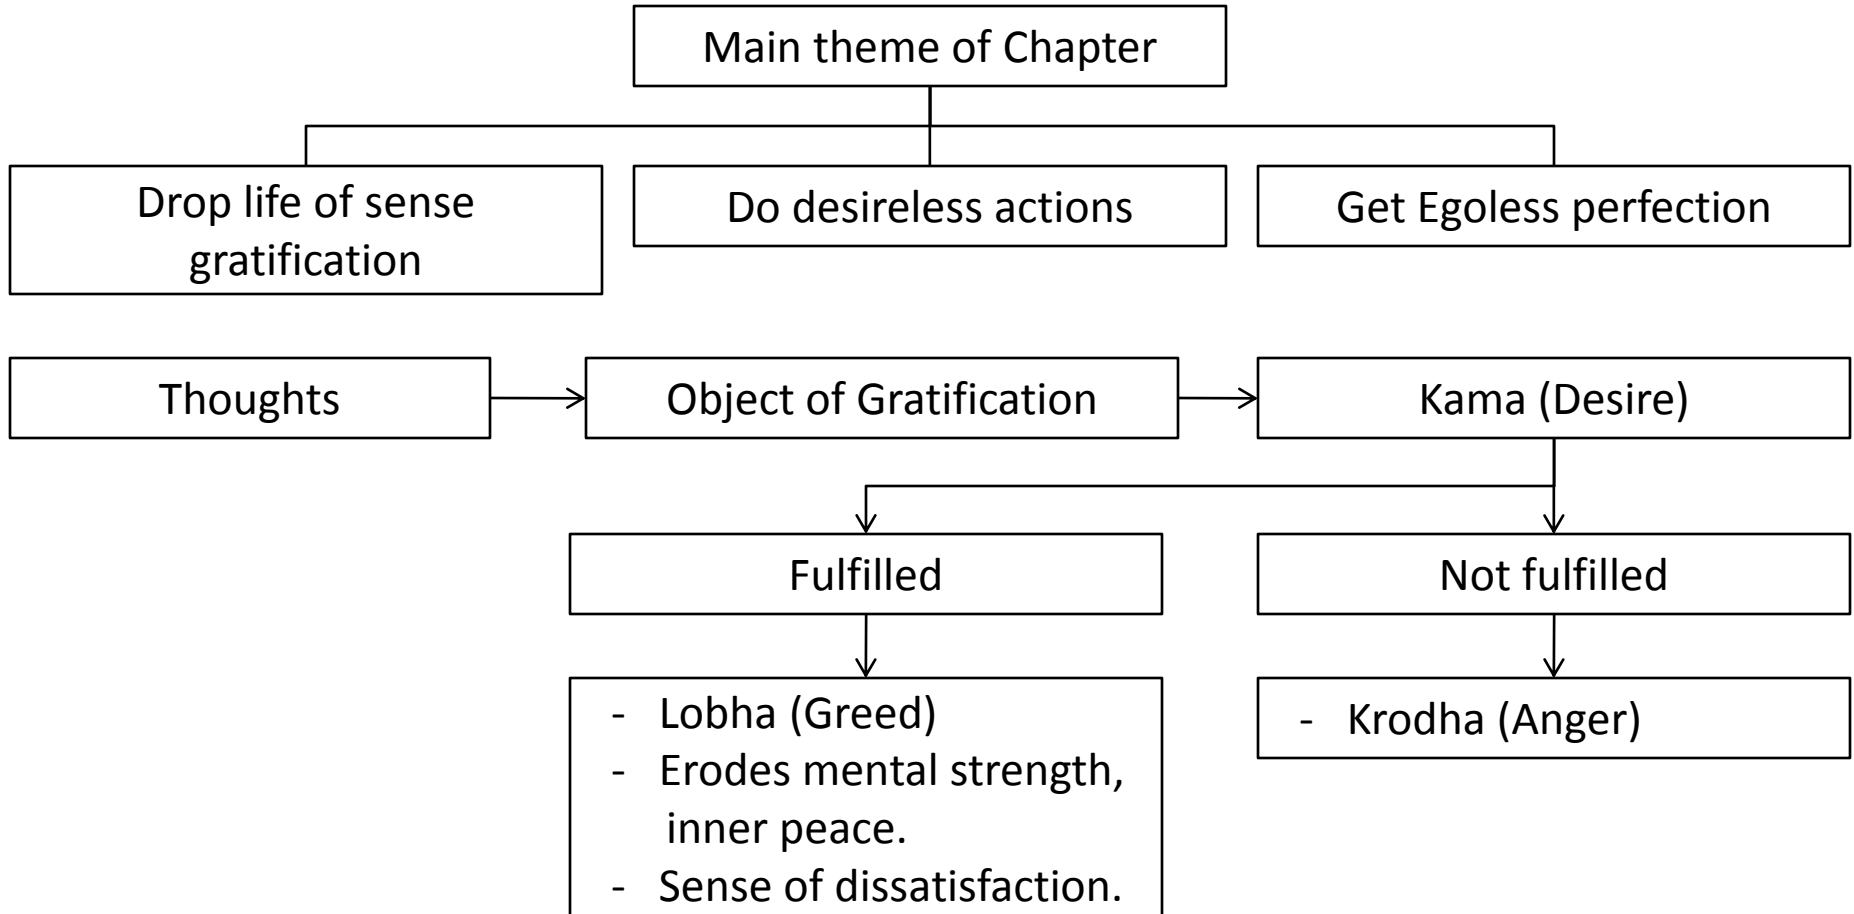 Main theme of Chapter
Drop life of sense
gratification
Do desireless actions
Get Egoless perfection
Thoughts
Object of Gratification
Kama (Desire)
Fulfilled
Not fulfilled
- Lobha (Greed)
- Erodes mental strength,
inner peace.
- Sense of dissatisfaction.
- Krodha (Anger)